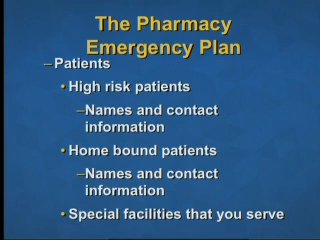 The Pharmacy
Emergency Plan
– Patients
• High risk patients
–Names and contact
information
• Home bound patients
–Names and contact
information
• Special facilities that you serve